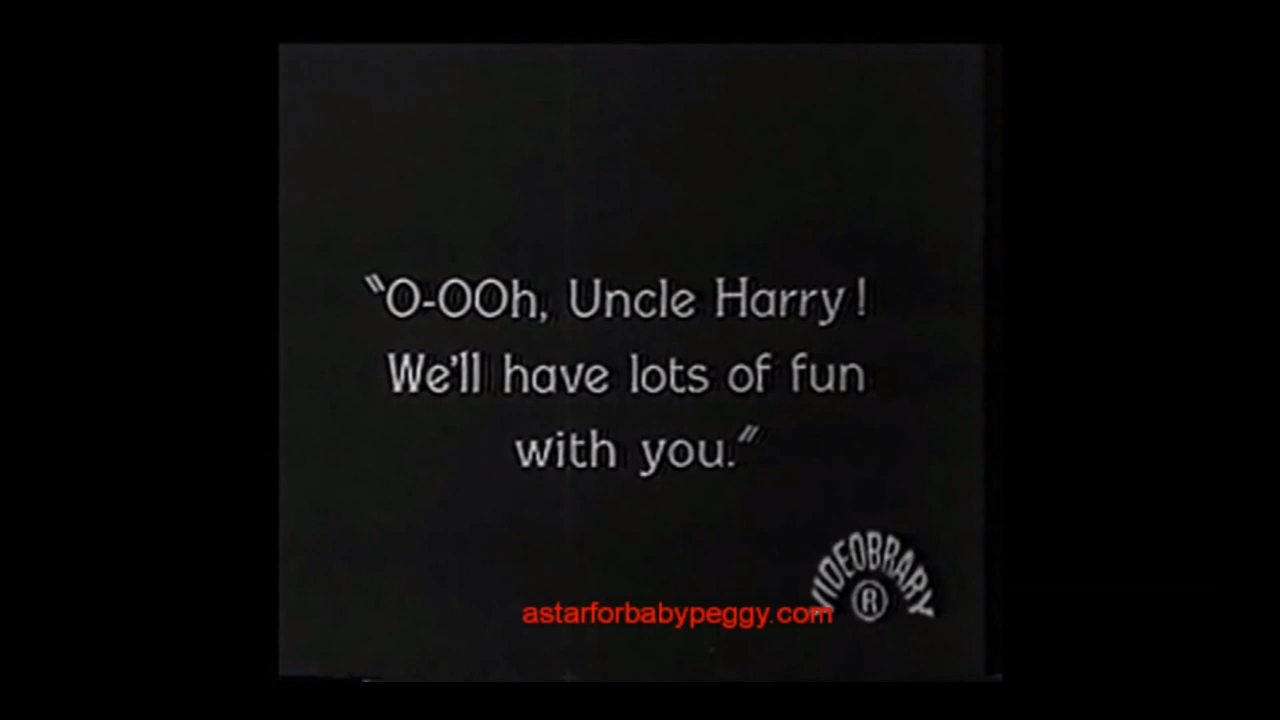 "O-OOh, Uncle Harry!
We'll have lots of fun
with you."
VIDEOBRARY
®
astarforbabypeggy.com